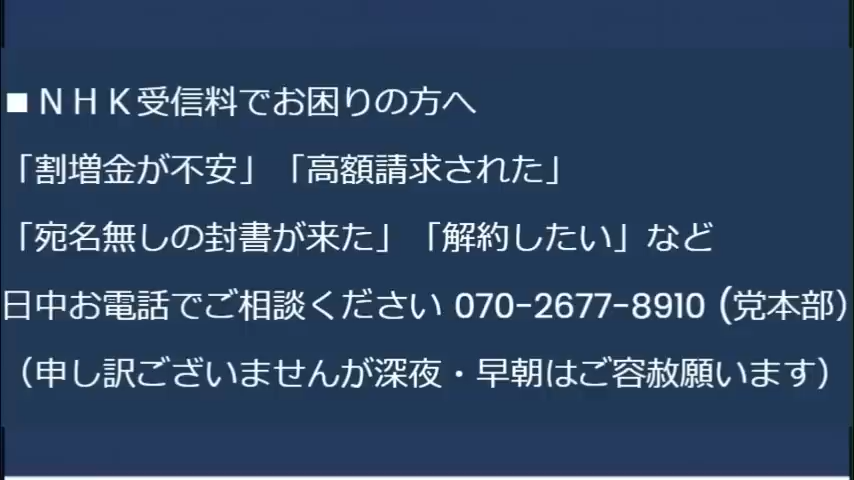 ■ＮＨＫ受信料でお困りの方へ
「割増金が不安」「高額請求された」
「宛名無しの封書が来た」「解約したい」など
日中お電話でご相談ください 070-2677-8910 (党本部)
（申し訳ございませんが深夜・早朝はご容赦願います）